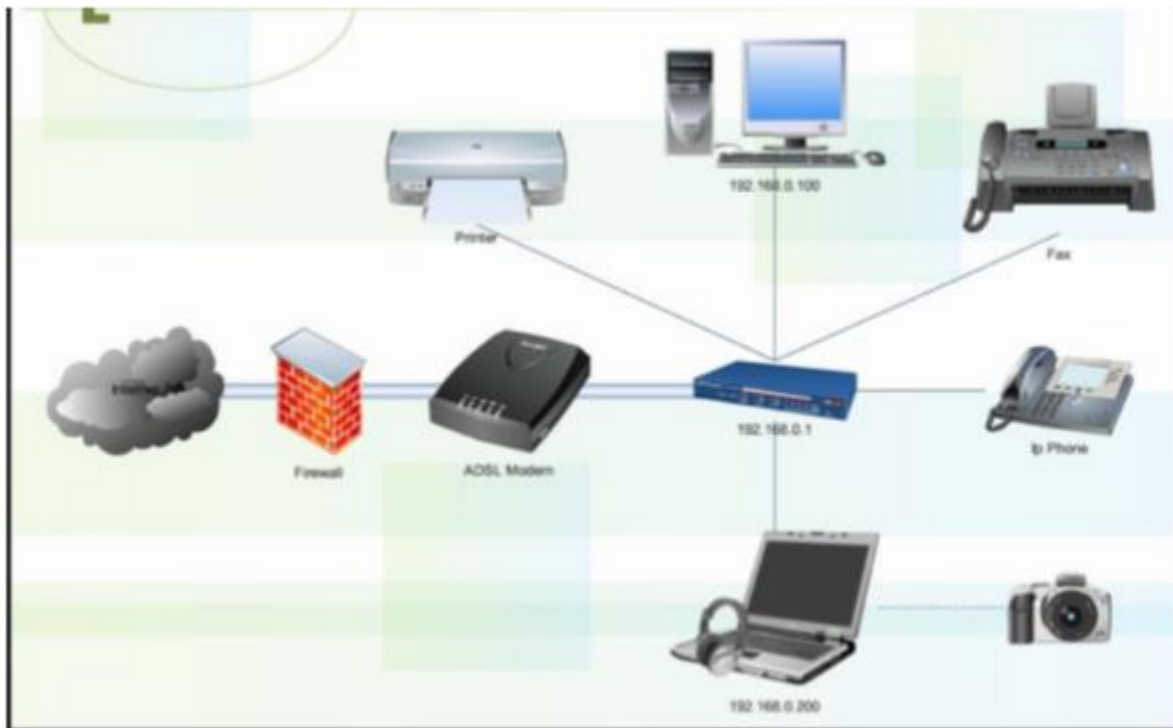 192.168.0.100
Printer
Fax
Firewall
ADSL Modem
192.168.0.1
Ip Phone
192.168.0.200